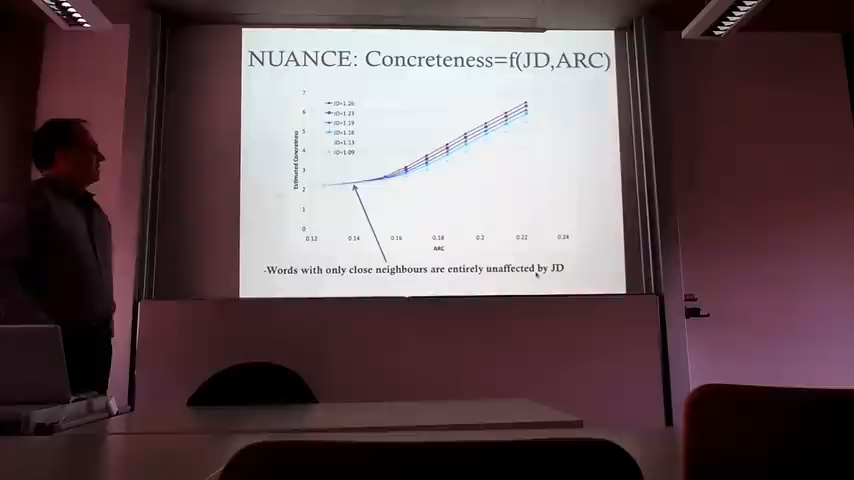 NUANCE: Concreteness=f(JD,ARC)
7
6
5
4
3
2
1
0
Estimated Concreteness
JD=1.26
JD=1.23
JD=1.19
JD=1.16
JD=1.13
JD=1.09
0.12 0.14 0.16 0.18 0.2 0.22 0.24
ARC
-Words with only close neighbours are entirely unaffected by JD